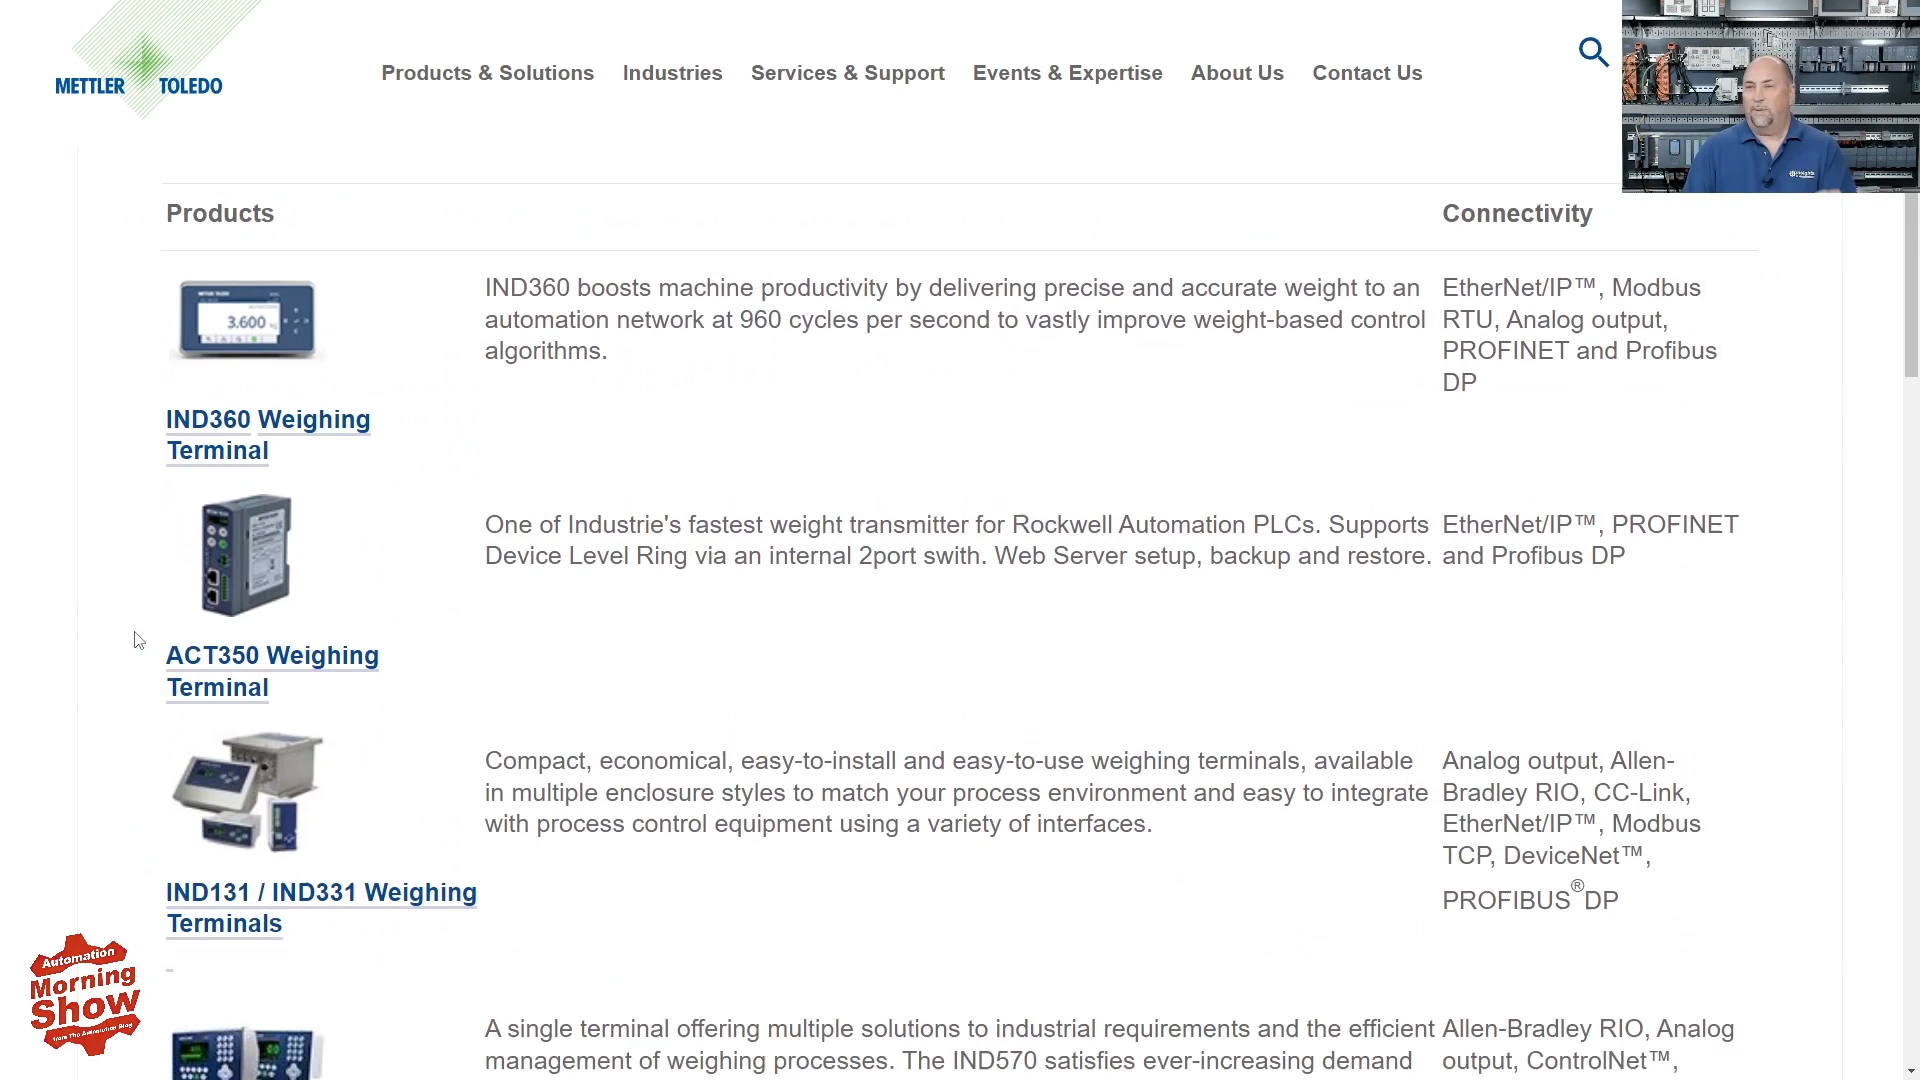 METTLER TOLEDO
Products & Solutions Industries Services & Support Events & Expertise About Us Contact Us
Products Connectivity
3.600
IND360 boosts machine productivity by delivering precise and accurate weight to an
automation network at 960 cycles per second to vastly improve weight-based control
algorithms.
EtherNet/IP™, Modbus
RTU, Analog output,
PROFINET and Profibus
DP
IND360 Weighing
Terminal
One of Industrie's fastest weight transmitter for Rockwell Automation PLCs. Supports
Device Level Ring via an internal 2port swith. Web Server setup, backup and restore.
EtherNet/IP™, PROFINET
and Profibus DP
ACT350 Weighing
Terminal
Compact, economical, easy-to-install and easy-to-use weighing terminals, available
in multiple enclosure styles to match your process environment and easy to integrate
with process control equipment using a variety of interfaces.
Analog output, Allen-
Bradley RIO, CC-Link,
EtherNet/IP™, Modbus
TCP, DeviceNet™,
PROFIBUS®DP
IND131 / IND331 Weighing
Terminals
A single terminal offering multiple solutions to industrial requirements and the efficient
management of weighing processes. The IND570 satisfies ever-increasing demand
Allen-Bradley RIO, Analog
output, ControlNet™,
Automation
Morning
Show
from The Automation Blog